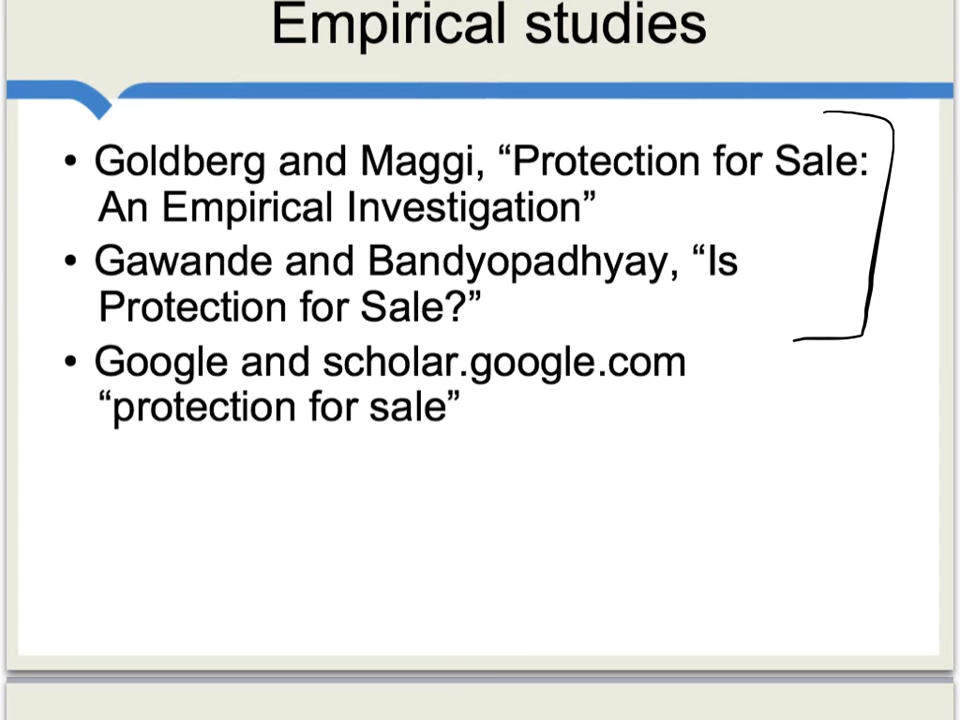 Empirical studies
• Goldberg and Maggi, “Protection for Sale:
An Empirical Investigation”
• Gawande and Bandyopadhyay, “Is
Protection for Sale?”
• Google and scholar.google.com
“protection for sale”